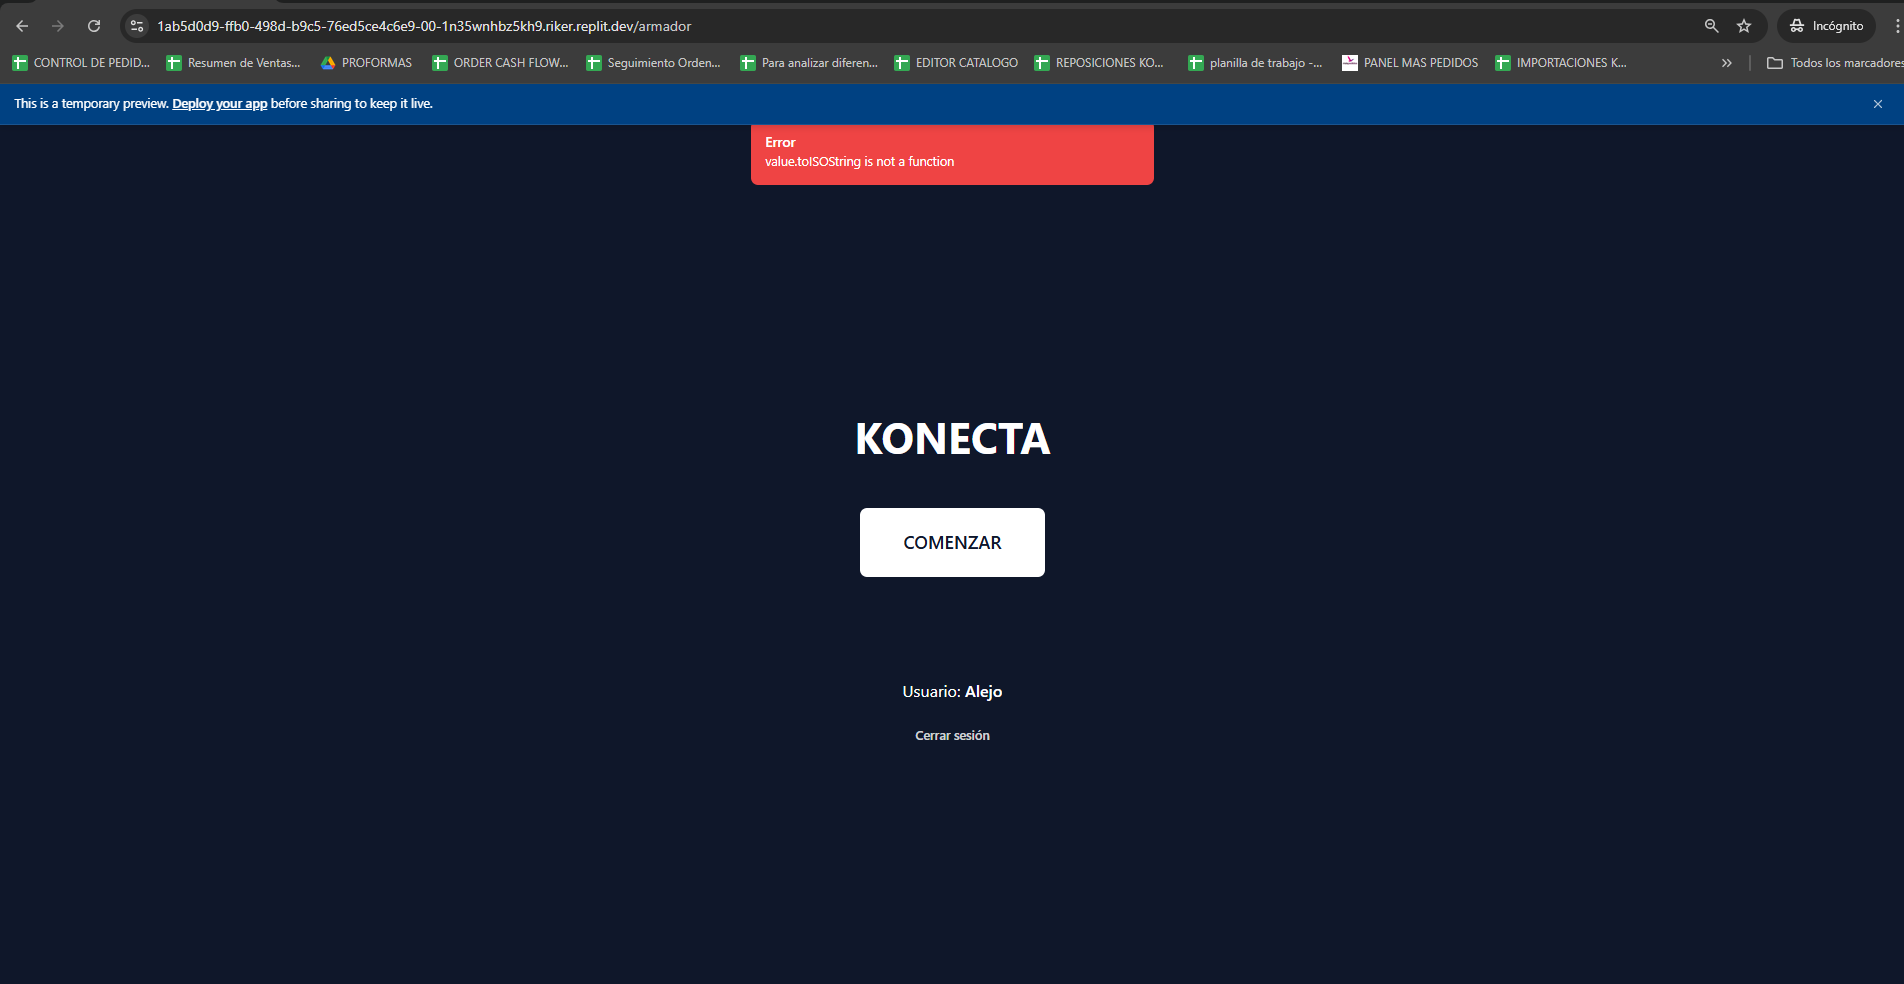 1ab5d0d9-ffb0-498d-b9c5-76ed5ce4c6e9-00-1n35wnhbz5kh9.riker.replit.dev/armador
Incógnito
CONTROL DE PEDID...
Resumen de Ventas...
PROFORMAS
ORDER CASH FLOW...
Seguimiento Orden...
Para analizar diferen...
EDITOR CATALOGO
REPOSICIONES KO...
planilla de trabajo -...
PANEL MAS PEDIDOS
IMPORTACIONES K...
Todos los marcadores
This is a temporary preview. Deploy your app before sharing to keep it live.
Error
value.toISOString is not a function
KONECTA
COMENZAR
Usuario: Alejo
Cerrar sesión